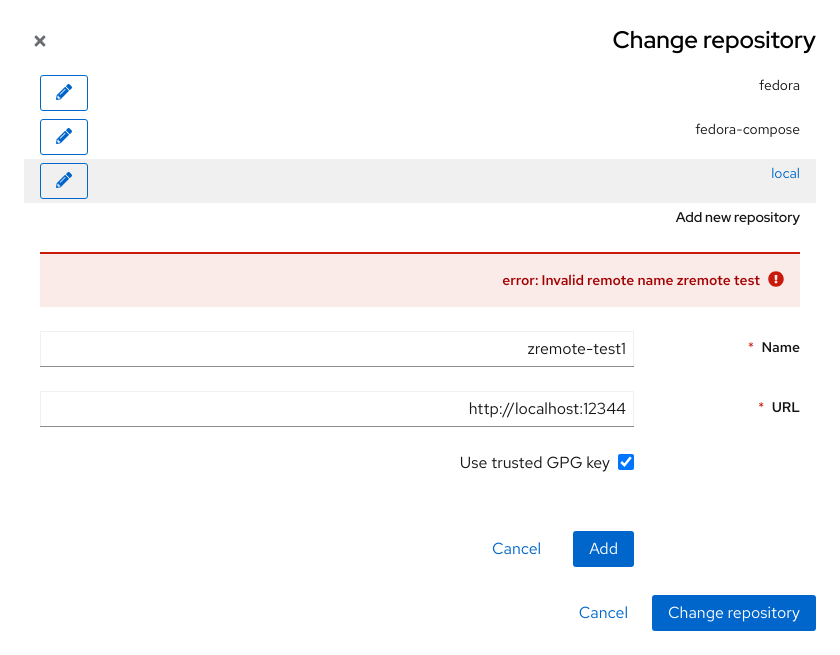 Change repository
fedora
fedora-compose
local
Add new repository
error: Invalid remote name zremote test
* Name
zremote-test1
* URL
http://localhost:12344
Use trusted GPG key
Add
Cancel
Change repository
Cancel